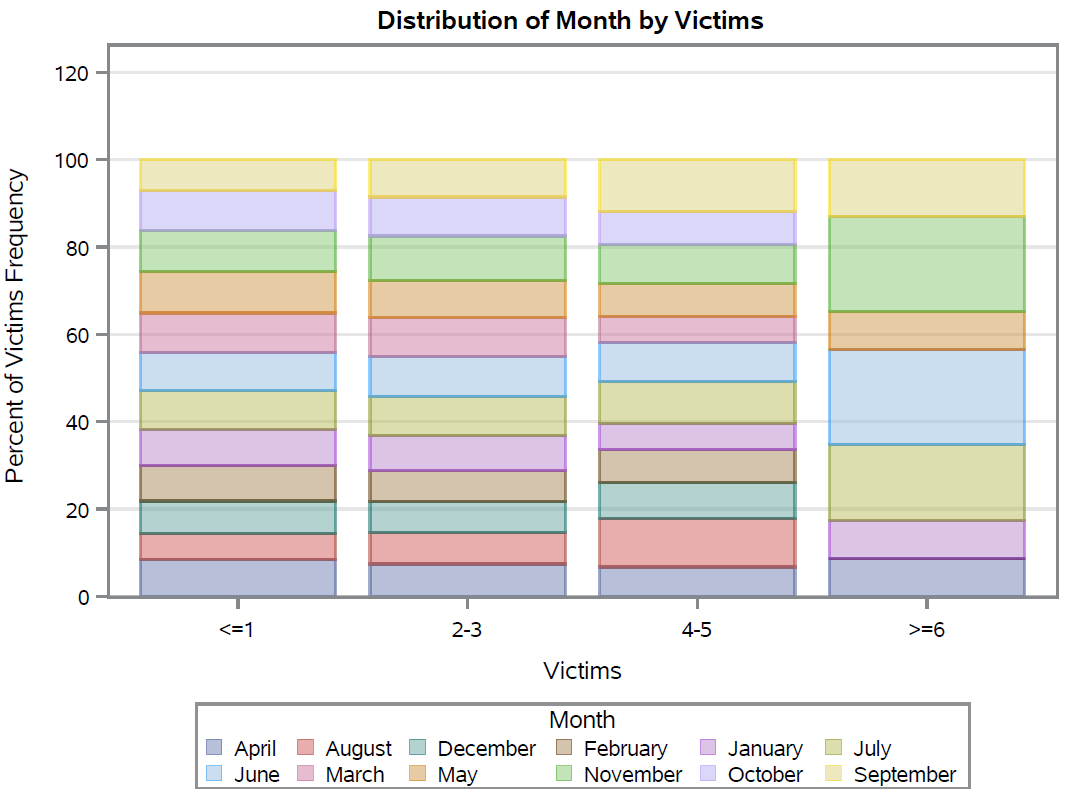 Distribution of Month by Victims
120
100
80
60
40
20
0
Percent of Victims Frequency
<=1 2-3 4-5 >=6
Victims
Month
April August December February January July
June March May November October September